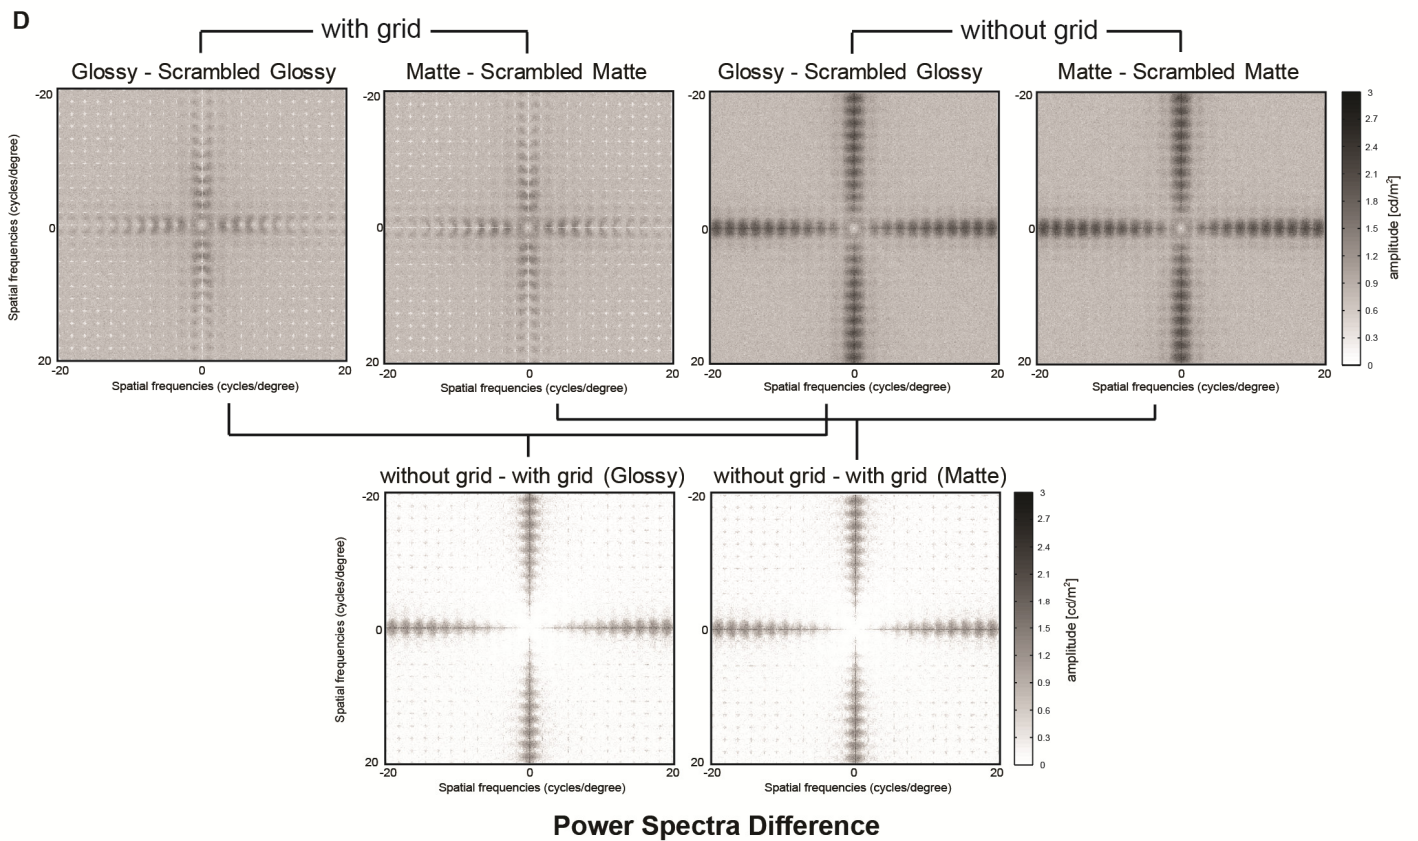 D
with grid
without grid
Glossy - Scrambled Glossy
Matte - Scrambled Matte
Glossy - Scrambled Glossy
Matte - Scrambled Matte
Spatial frequencies (cycles/degree)
-20
0
20
-20
0
20
Spatial frequencies (cycles/degree)
-20
0
20
-20
0
20
Spatial frequencies (cycles/degree)
-20
0
20
-20
0
20
Spatial frequencies (cycles/degree)
-20
0
20
-20
0
20
Spatial frequencies (cycles/degree)
3
2.7
2.4
2.1
1.8
1.5
1.2
0.9
0.6
0.3
0
amplitude [cd/m²]
without grid - with grid (Glossy)
without grid - with grid (Matte)
Spatial frequencies (cycles/degree)
-20
0
20
-20
0
20
Spatial frequencies (cycles/degree)
-20
0
20
-20
0
20
Spatial frequencies (cycles/degree)
3
2.7
2.4
2.1
1.8
1.5
1.2
0.9
0.6
0.3
0
amplitude [cd/m²]
Power Spectra Difference